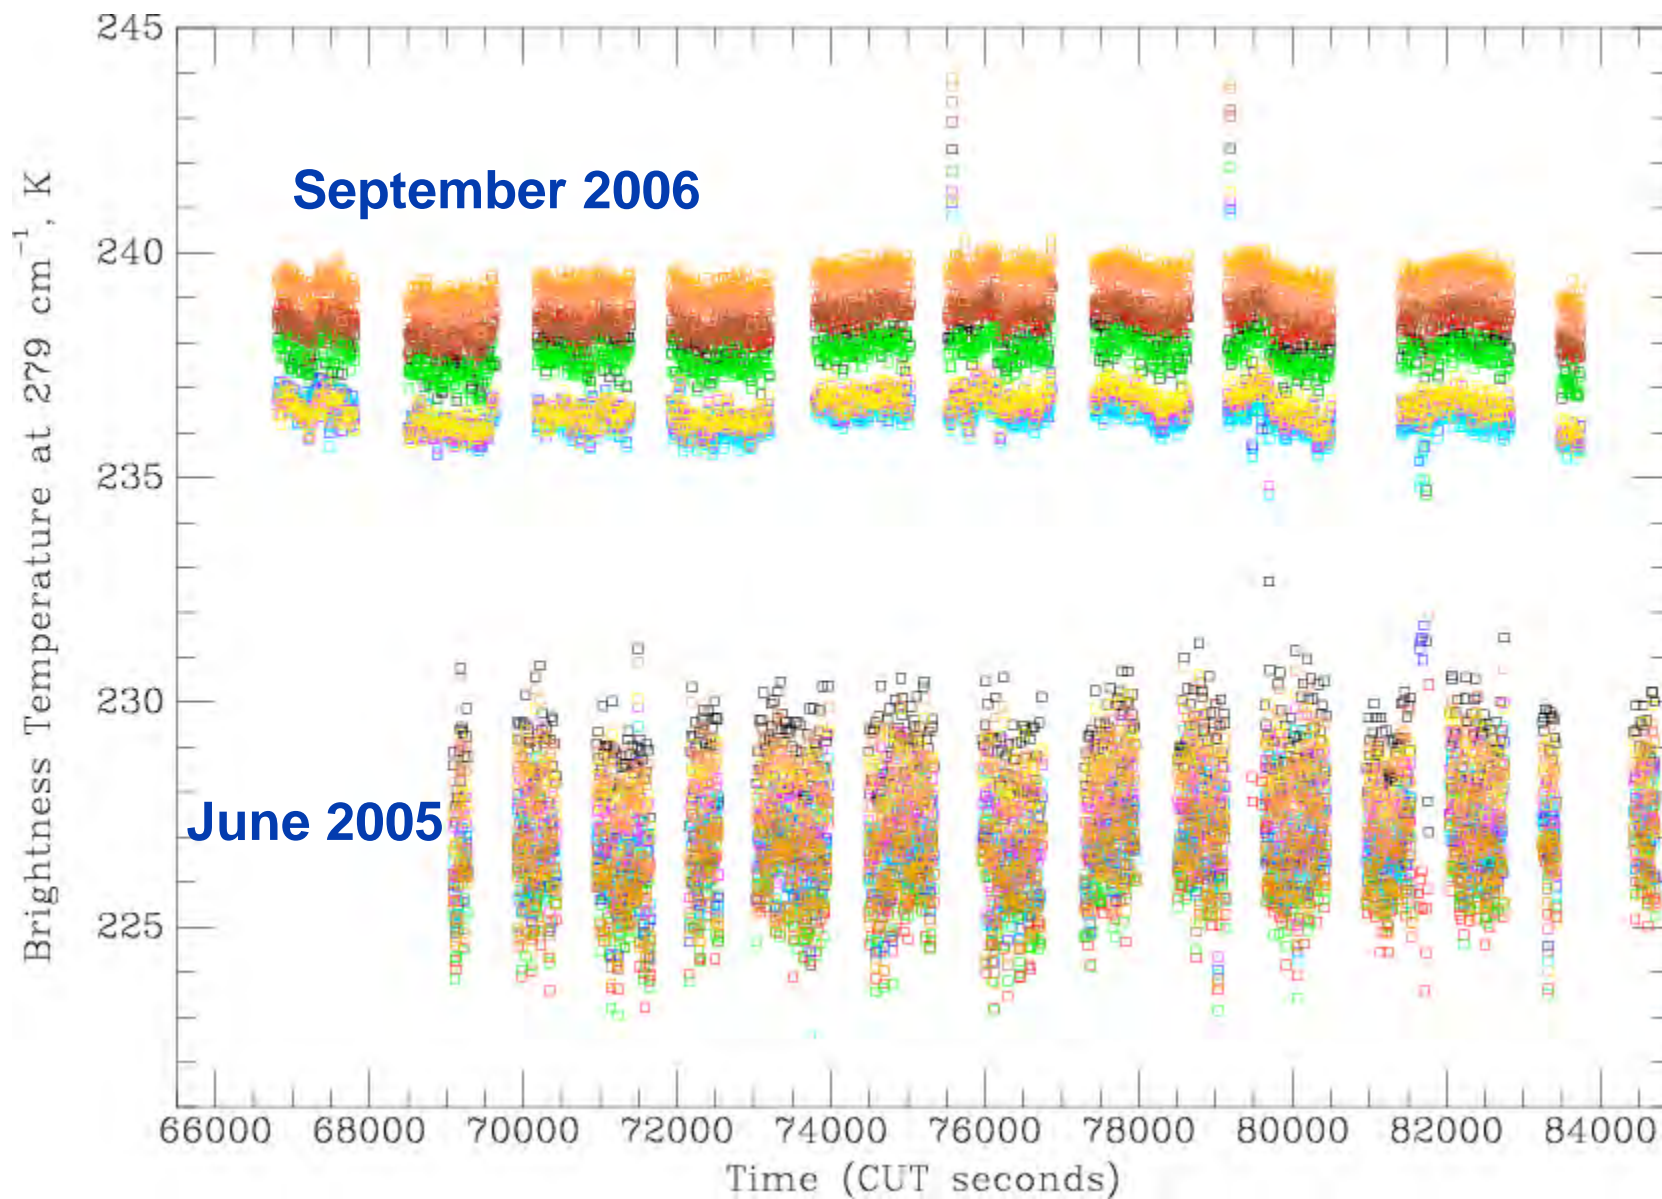 245
September 2006
240
235
230
June 2005
225
Brightness Temperature at 279 cm⁻¹, K
66000 68000 70000 72000 74000 76000 78000 80000 82000 84000
Time (CUT seconds)